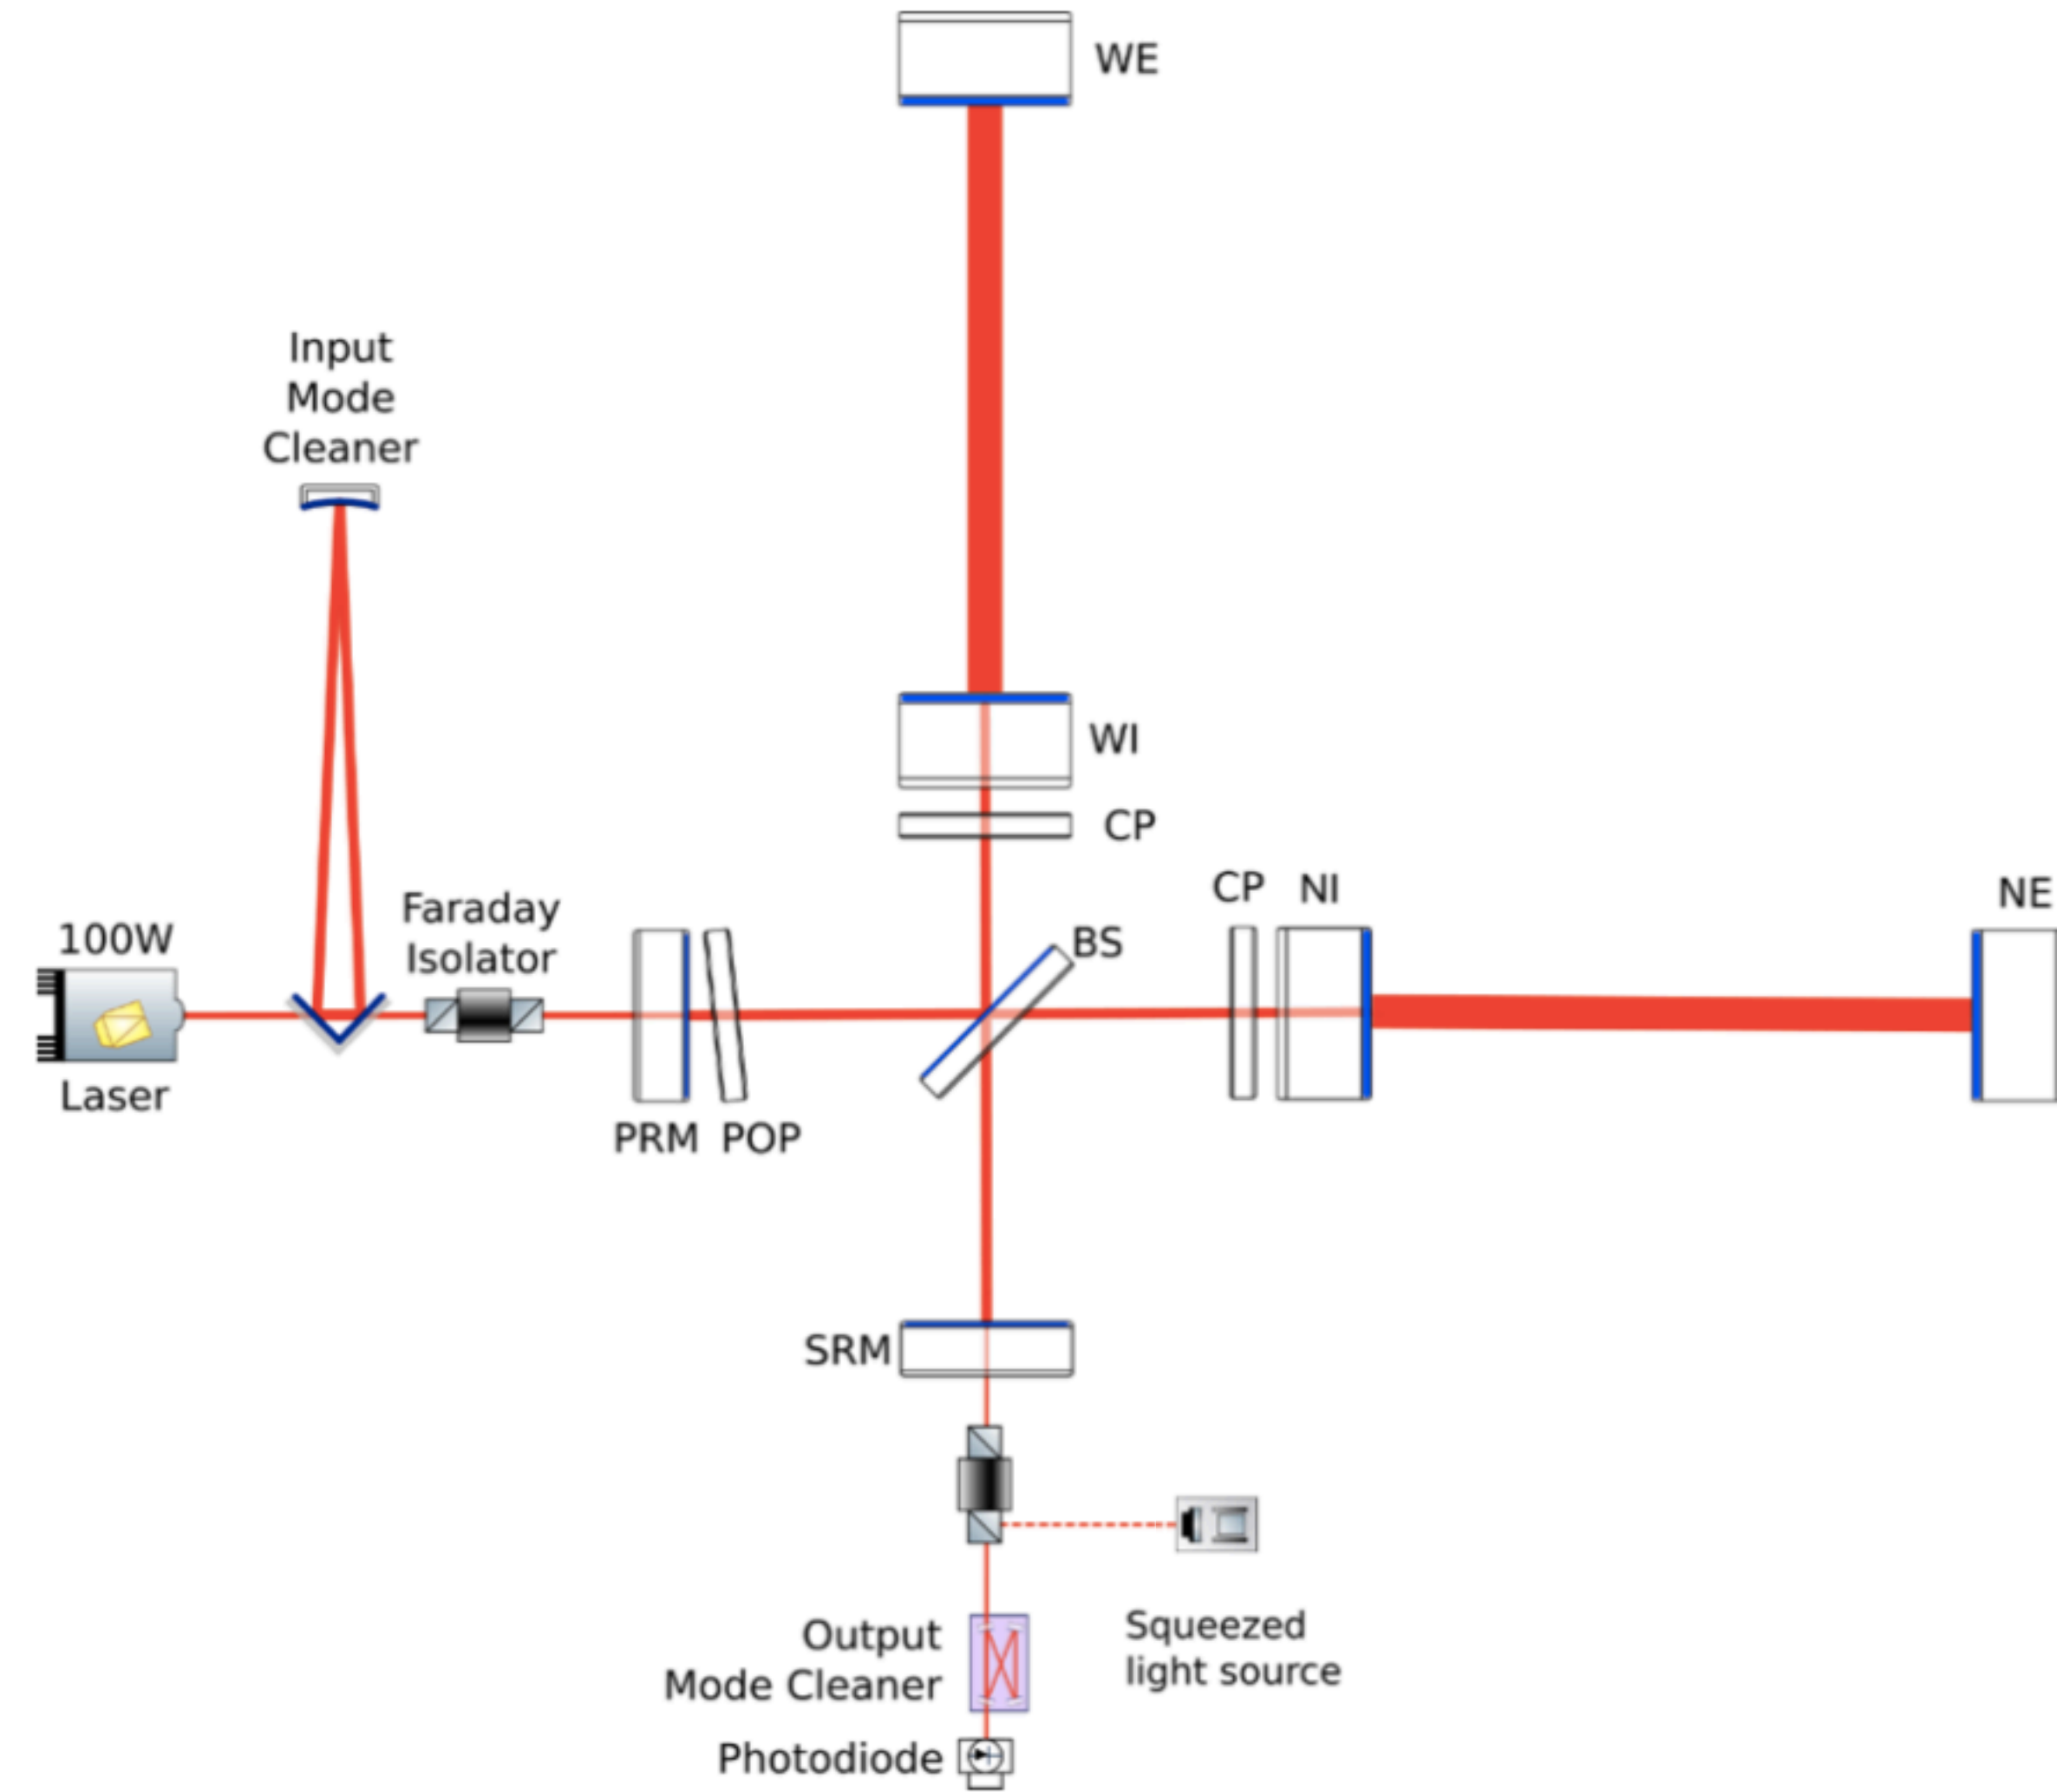 WE
Input
Mode
Cleaner
WI
CP
CP NI
NE
Faraday
Isolator
100W
BS
Laser
PRM POP
SRM
Output
Mode Cleaner
Squeezed
light source
Photodiode